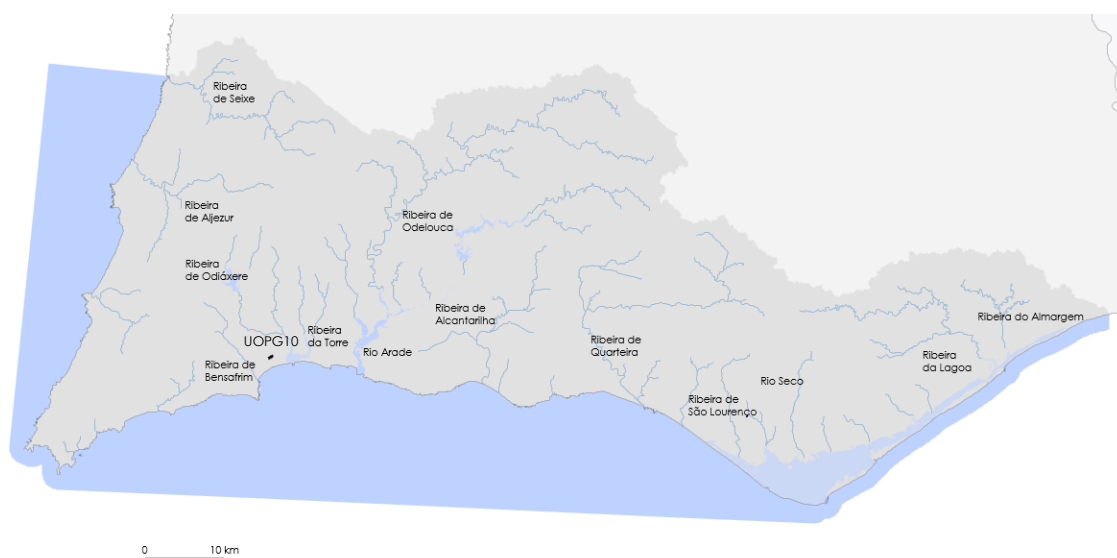 Ribeira
de Seixe
Ribeira
de Aljezur
Ribeira de
Odelouca
Ribeira
de Odiáxere
Ribeira de
Alcantarilha
Ribeira do Almargem
Ribeira
da Torre
UOPG10
Rio Arade
Ribeira de
Quarteira
Ribeira
da Lagoa
Ribeira de
Bensafrim
Rio Seco
Ribeira de
São Lourenço
0 10 km